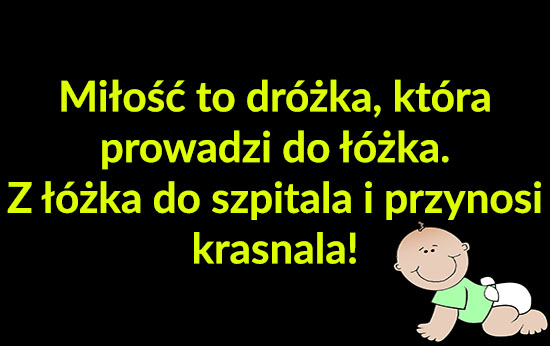 Miłość to dróżka, która
prowadzi do łóżka.
Z łóżka do szpitala i przynosi
krasnala!